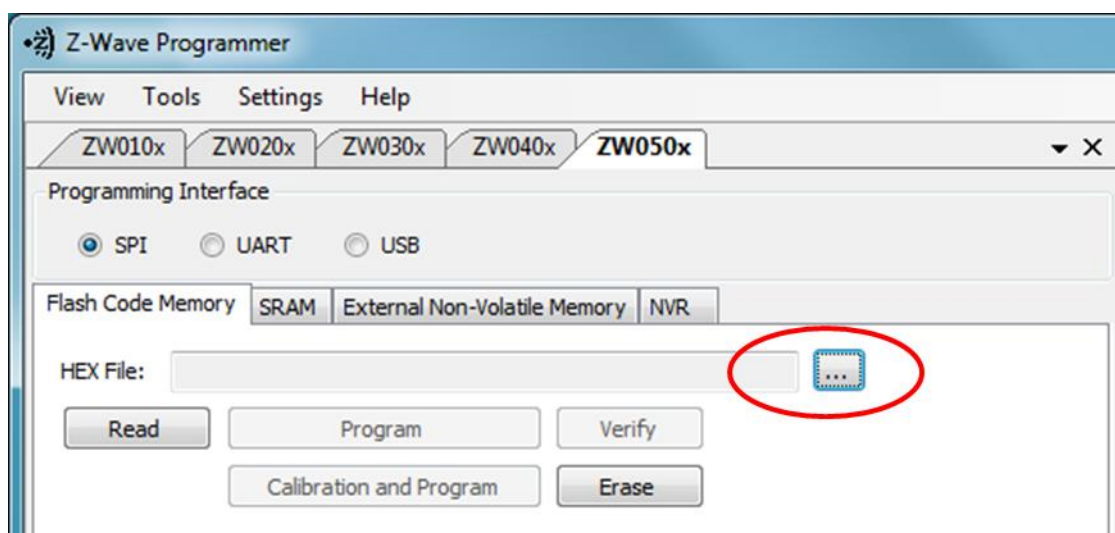 Z-Wave Programmer
View Tools Settings Help
ZW010x ZW020x ZW030x ZW040x ZW050x
Programming Interface
SPI UART USB
Flash Code Memory SRAM External Non-Volatile Memory NVR
HEX File: ...
Read Program Verify
Calibration and Program Erase